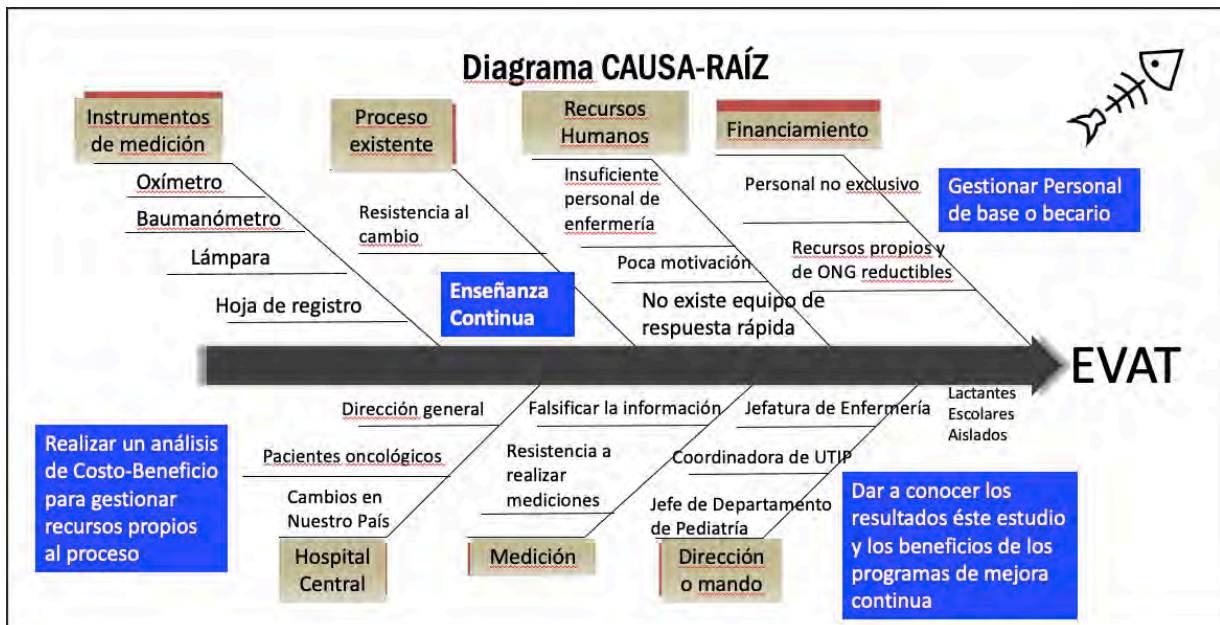 Diagrama CAUSA-RAÍZ
Instrumentos
de medición
Proceso
existente
Recursos
Humanos
Financiamiento
Oxímetro
Baumanómetro
Lámpara
Hoja de registro
Resistencia al
cambio
Enseñanza
Continua
Insuficiente
personal de
enfermería
Poca motivación
No existe equipo de
respuesta rápida
Personal no exclusivo
Recursos propios y
de ONG reductibles
Gestionar Personal
de base o becario
EVAT
Lactantes
Escolares
Aislados
Realizar un análisis
de Costo-Beneficio
para gestionar
recursos propios
al proceso
Dirección general
Pacientes oncológicos
Cambios en
Nuestro País
Hospital
Central
Falsificar la información
Resistencia a
realizar
mediciones
Medición
Jefatura de Enfermería
Coordinadora de UTIP
Jefe de Departamento
de Pediatría
Dirección
o mando
Dar a conocer los
resultados éste estudio
y los beneficios de los
programas de mejora
continua